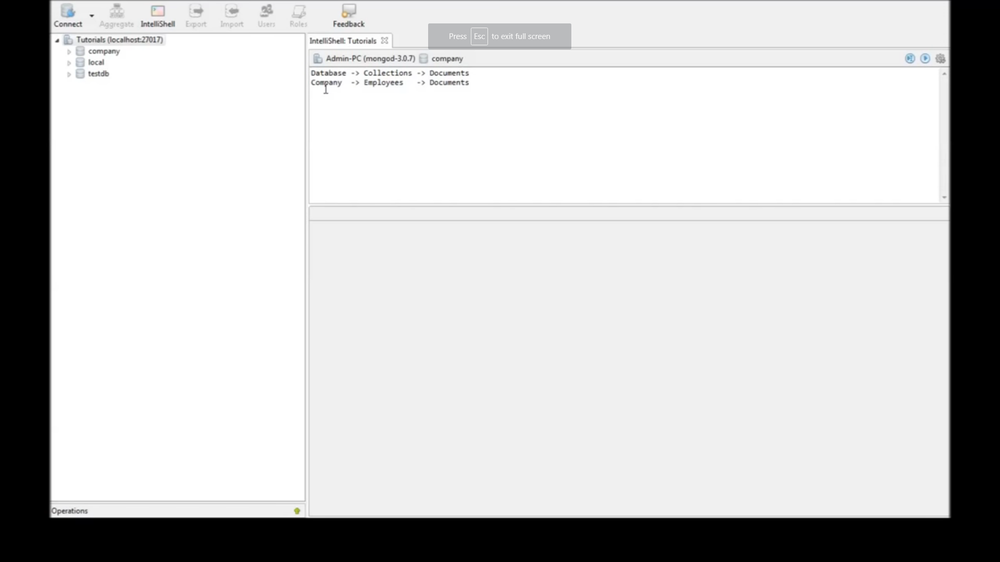 Connect Aggregate IntelliShell Export Import Users Roles Feedback
Press Esc to exit full screen
Tutorials (localhost:27017)
company
local
testdb
IntelliShell: Tutorials
Admin-PC (mongod-3.0.7) company
Database -> Collections -> Documents
Company -> Employees -> Documents
Operations